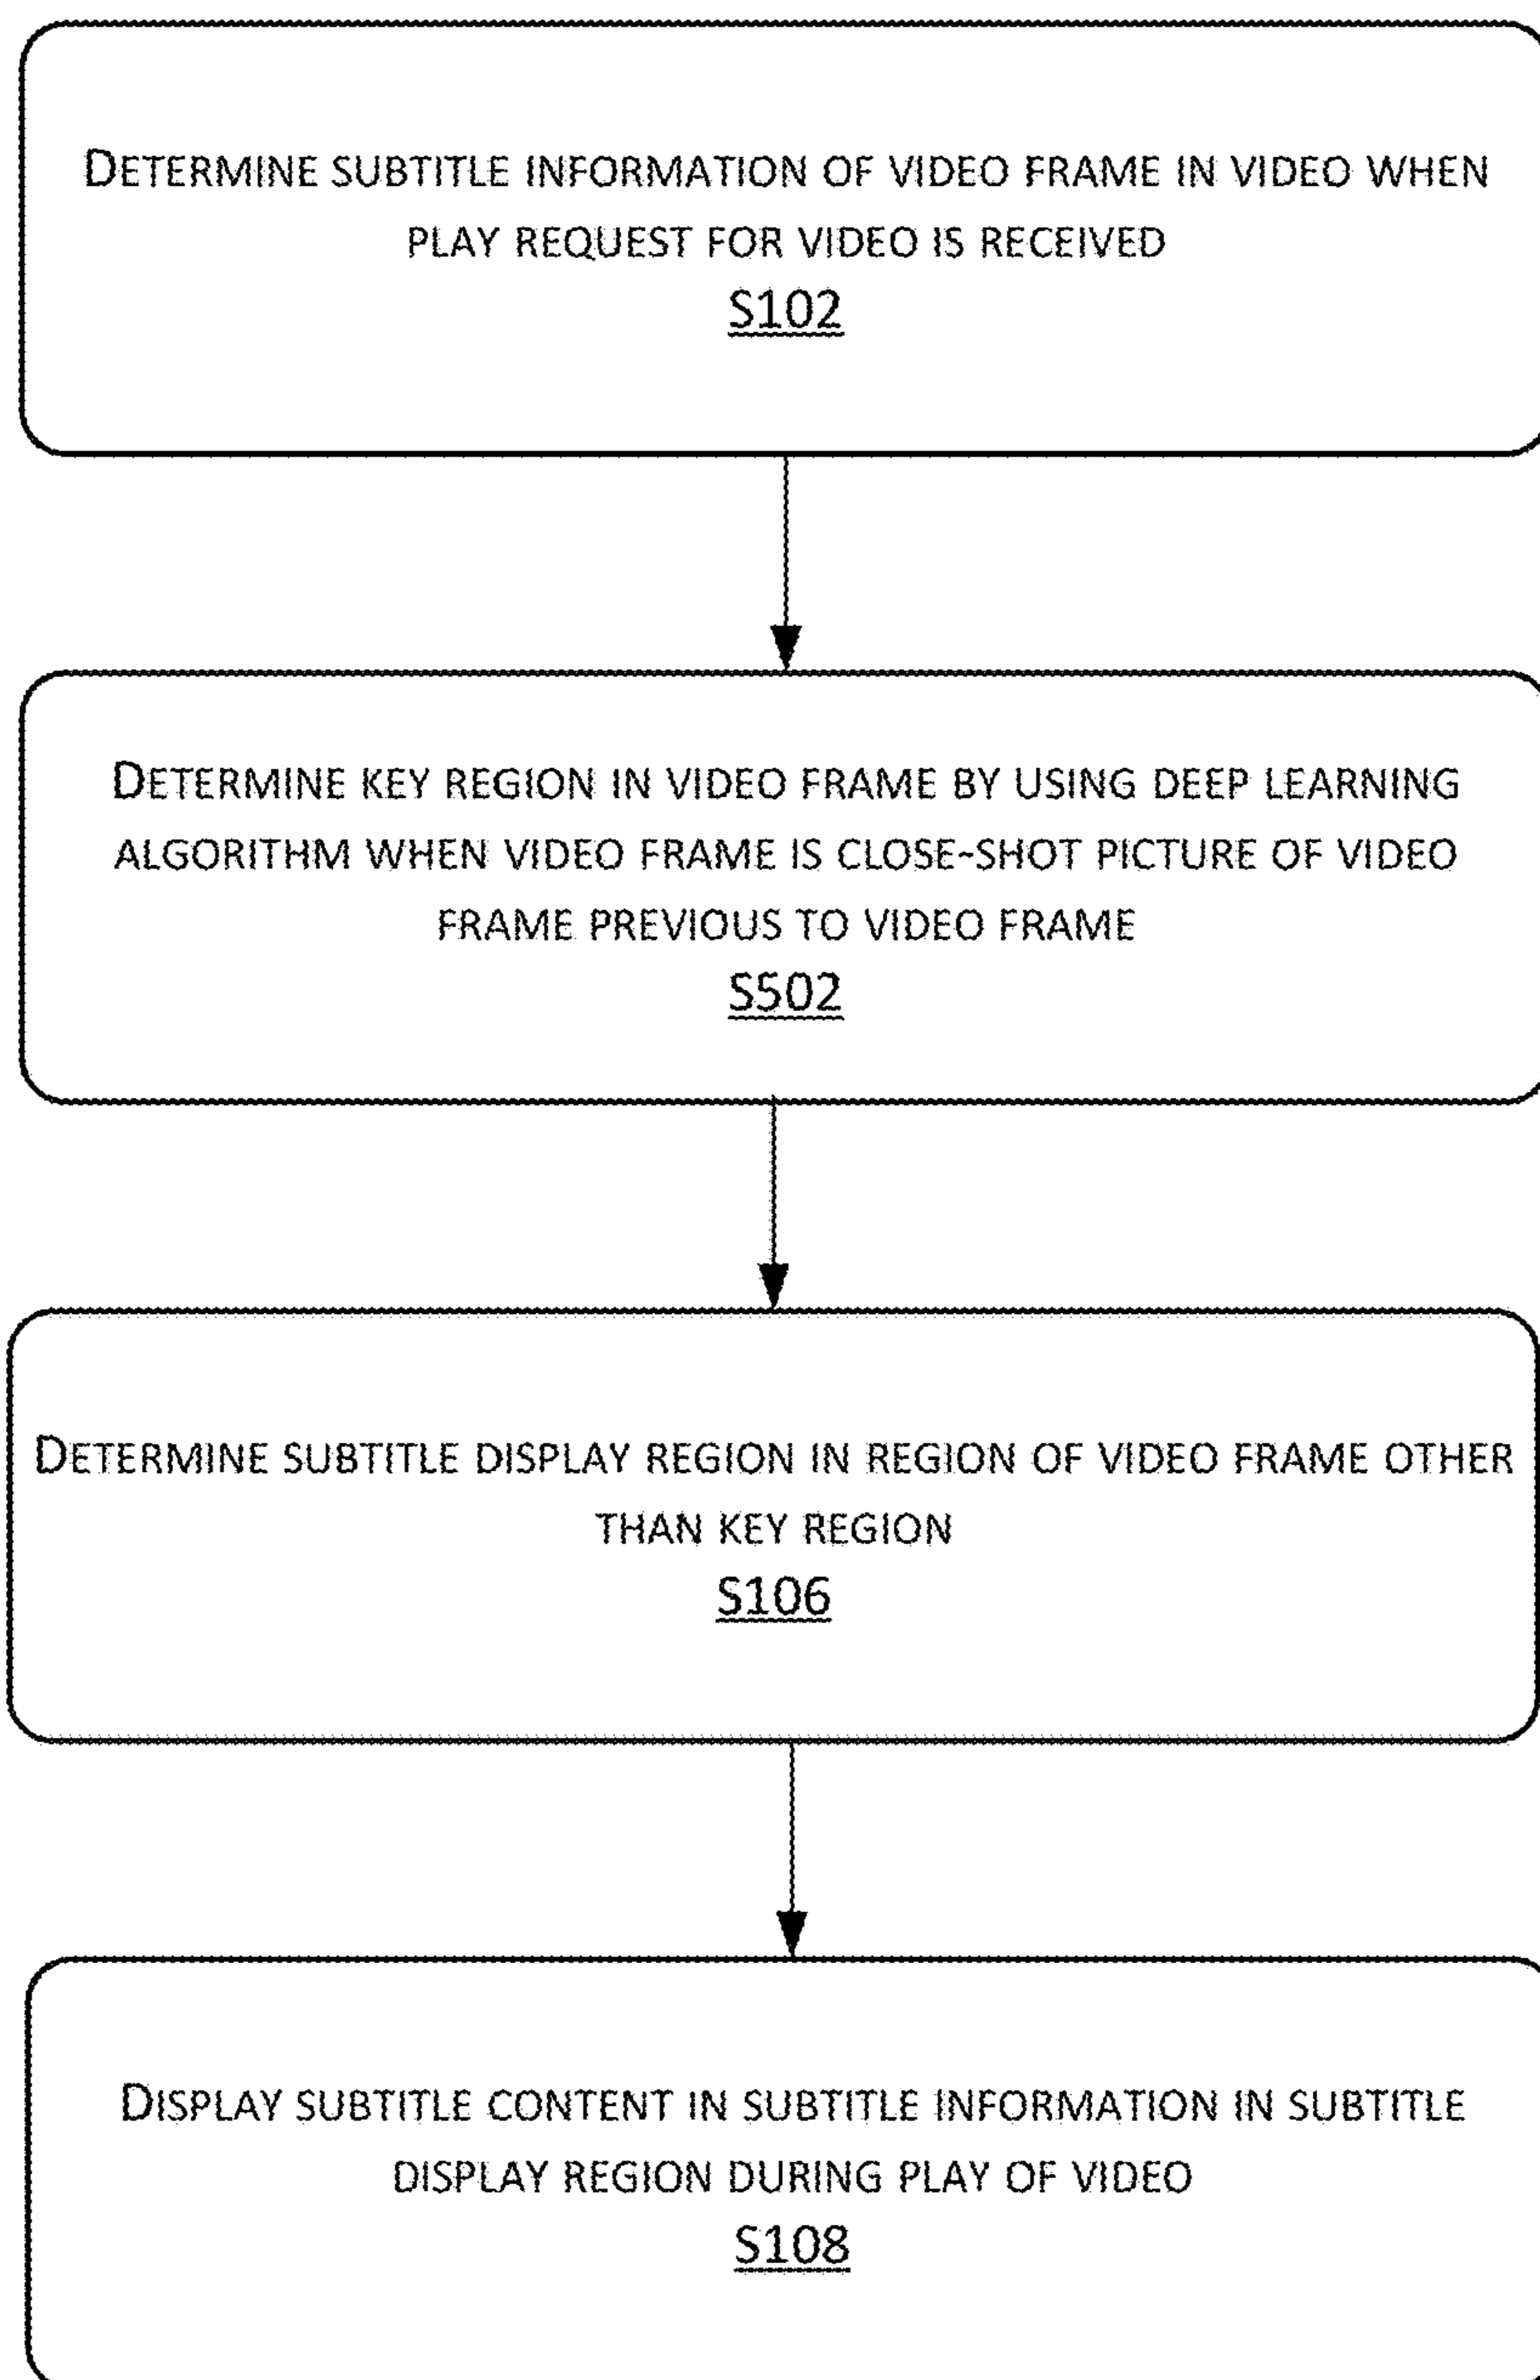 DETERMINE SUBTITLE INFORMATION OF VIDEO FRAME IN VIDEO WHEN
PLAY REQUEST FOR VIDEO IS RECEIVED
S102
DETERMINE KEY REGION IN VIDEO FRAME BY USING DEEP LEARNING
ALGORITHM WHEN VIDEO FRAME IS CLOSE-SHOT PICTURE OF VIDEO
FRAME PREVIOUS TO VIDEO FRAME
S502
DETERMINE SUBTITLE DISPLAY REGION IN REGION OF VIDEO FRAME OTHER
THAN KEY REGION
S106
DISPLAY SUBTITLE CONTENT IN SUBTITLE INFORMATION IN SUBTITLE
DISPLAY REGION DURING PLAY OF VIDEO
S108